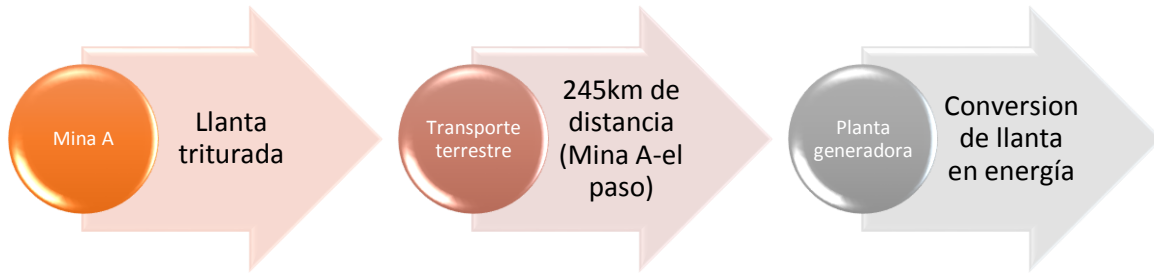 Mina A
Llanta
triturada
Transporte
terrestre
245km de
distancia
(Mina A-el
paso)
Planta
generadora
Conversion
de llanta
en energía